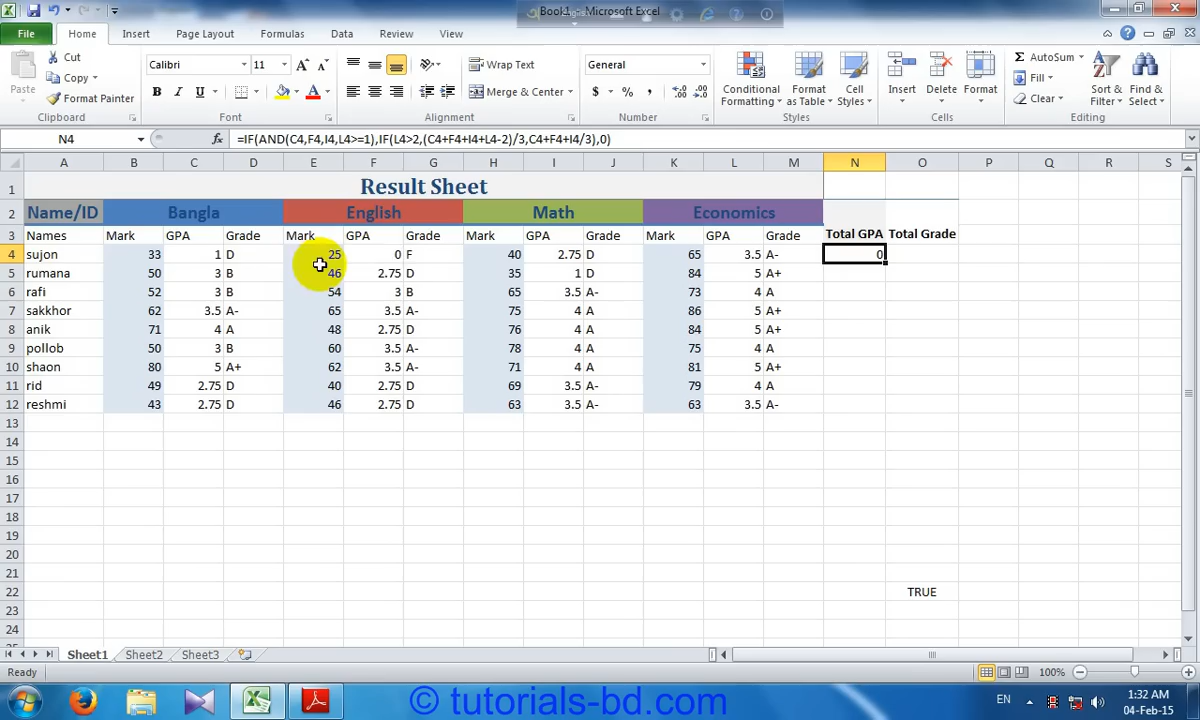 Book1 - Microsoft Excel
File Home Insert Page Layout Formulas Data Review View
Cut
Copy
Format Painter
Paste
Clipboard
Calibri 11
B I U
Font
Wrap Text
Merge & Center
Alignment
General
$ % ,
Number
Conditional Formatting
Format as Table
Cell Styles
Styles
Insert Delete Format
Cells
AutoSum
Fill
Clear
Sort & Filter
Find & Select
Editing
N4 fx =IF(AND(C4,F4,I4,L4>=1),IF(L4>2,(C4+F4+I4+L4-2)/3,C4+F4+I4/3),0)
A B C D E F G H I J K L M N O P Q R S
1 Result Sheet
2 Name/ID Bangla English Math Economics
3 Names Mark GPA Grade Mark GPA Grade Mark GPA Grade Mark GPA Grade Total GPA Total Grade
4 sujon 33 1 D 25 0 F 40 2.75 D 65 3.5 A- 0
5 rumana 50 3 B 46 2.75 D 35 1 D 84 5 A+
6 rafi 52 3 B 54 3 B 65 3.5 A- 73 4 A
7 sakkhor 62 3.5 A- 65 3.5 A- 75 4 A 86 5 A+
8 anik 71 4 A 48 2.75 D 76 4 A 84 5 A+
9 pollob 50 3 B 60 3.5 A- 78 4 A 75 4 A
10 shaon 80 5 A+ 62 3.5 A- 71 4 A 81 5 A+
11 rid 49 2.75 D 40 2.75 D 69 3.5 A- 79 4 A
12 reshmi 43 2.75 D 46 2.75 D 63 3.5 A- 63 3.5 A-
13
14
15
16
17
18
19
20
21
22 TRUE
23
24
Sheet1 Sheet2 Sheet3
Ready 100%
© tutorials-bd.com
EN
1:32 AM
04-Feb-15